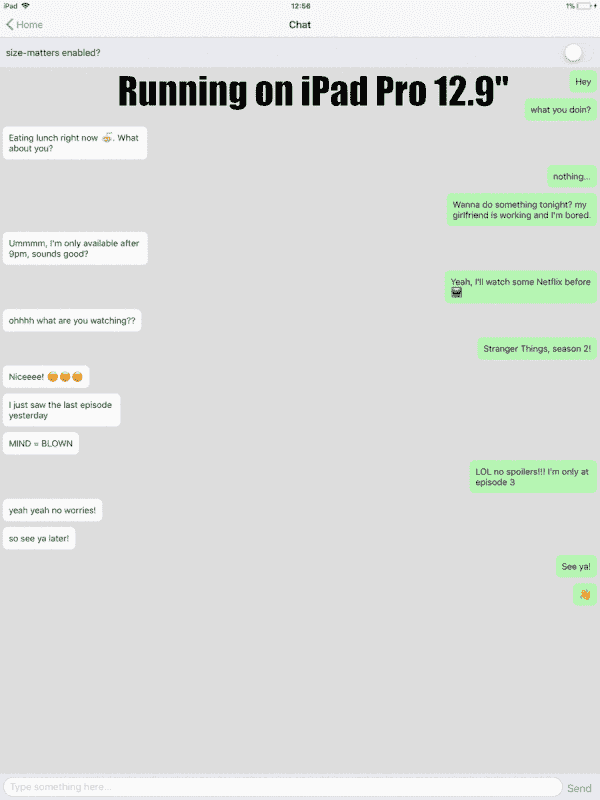 iPad 12:56 1%
Home Chat
size-matters enabled?
Running on iPad Pro 12.9"
Hey
what you doin?
Eating lunch right now 🍜. What
about you?
nothing...
Wanna do something tonight? my
girlfriend is working and I'm bored.
Ummmm, I'm only available after
9pm, sounds good?
Yeah, I'll watch some Netflix before
ohhhh what are you watching??
Stranger Things, season 2!
Niceeee!
I just saw the last episode
yesterday
MIND = BLOWN
LOL no spoilers!!! I'm only at
episode 3
yeah yeah no worries!
so see ya later!
See ya!
👋
Type something here... Send